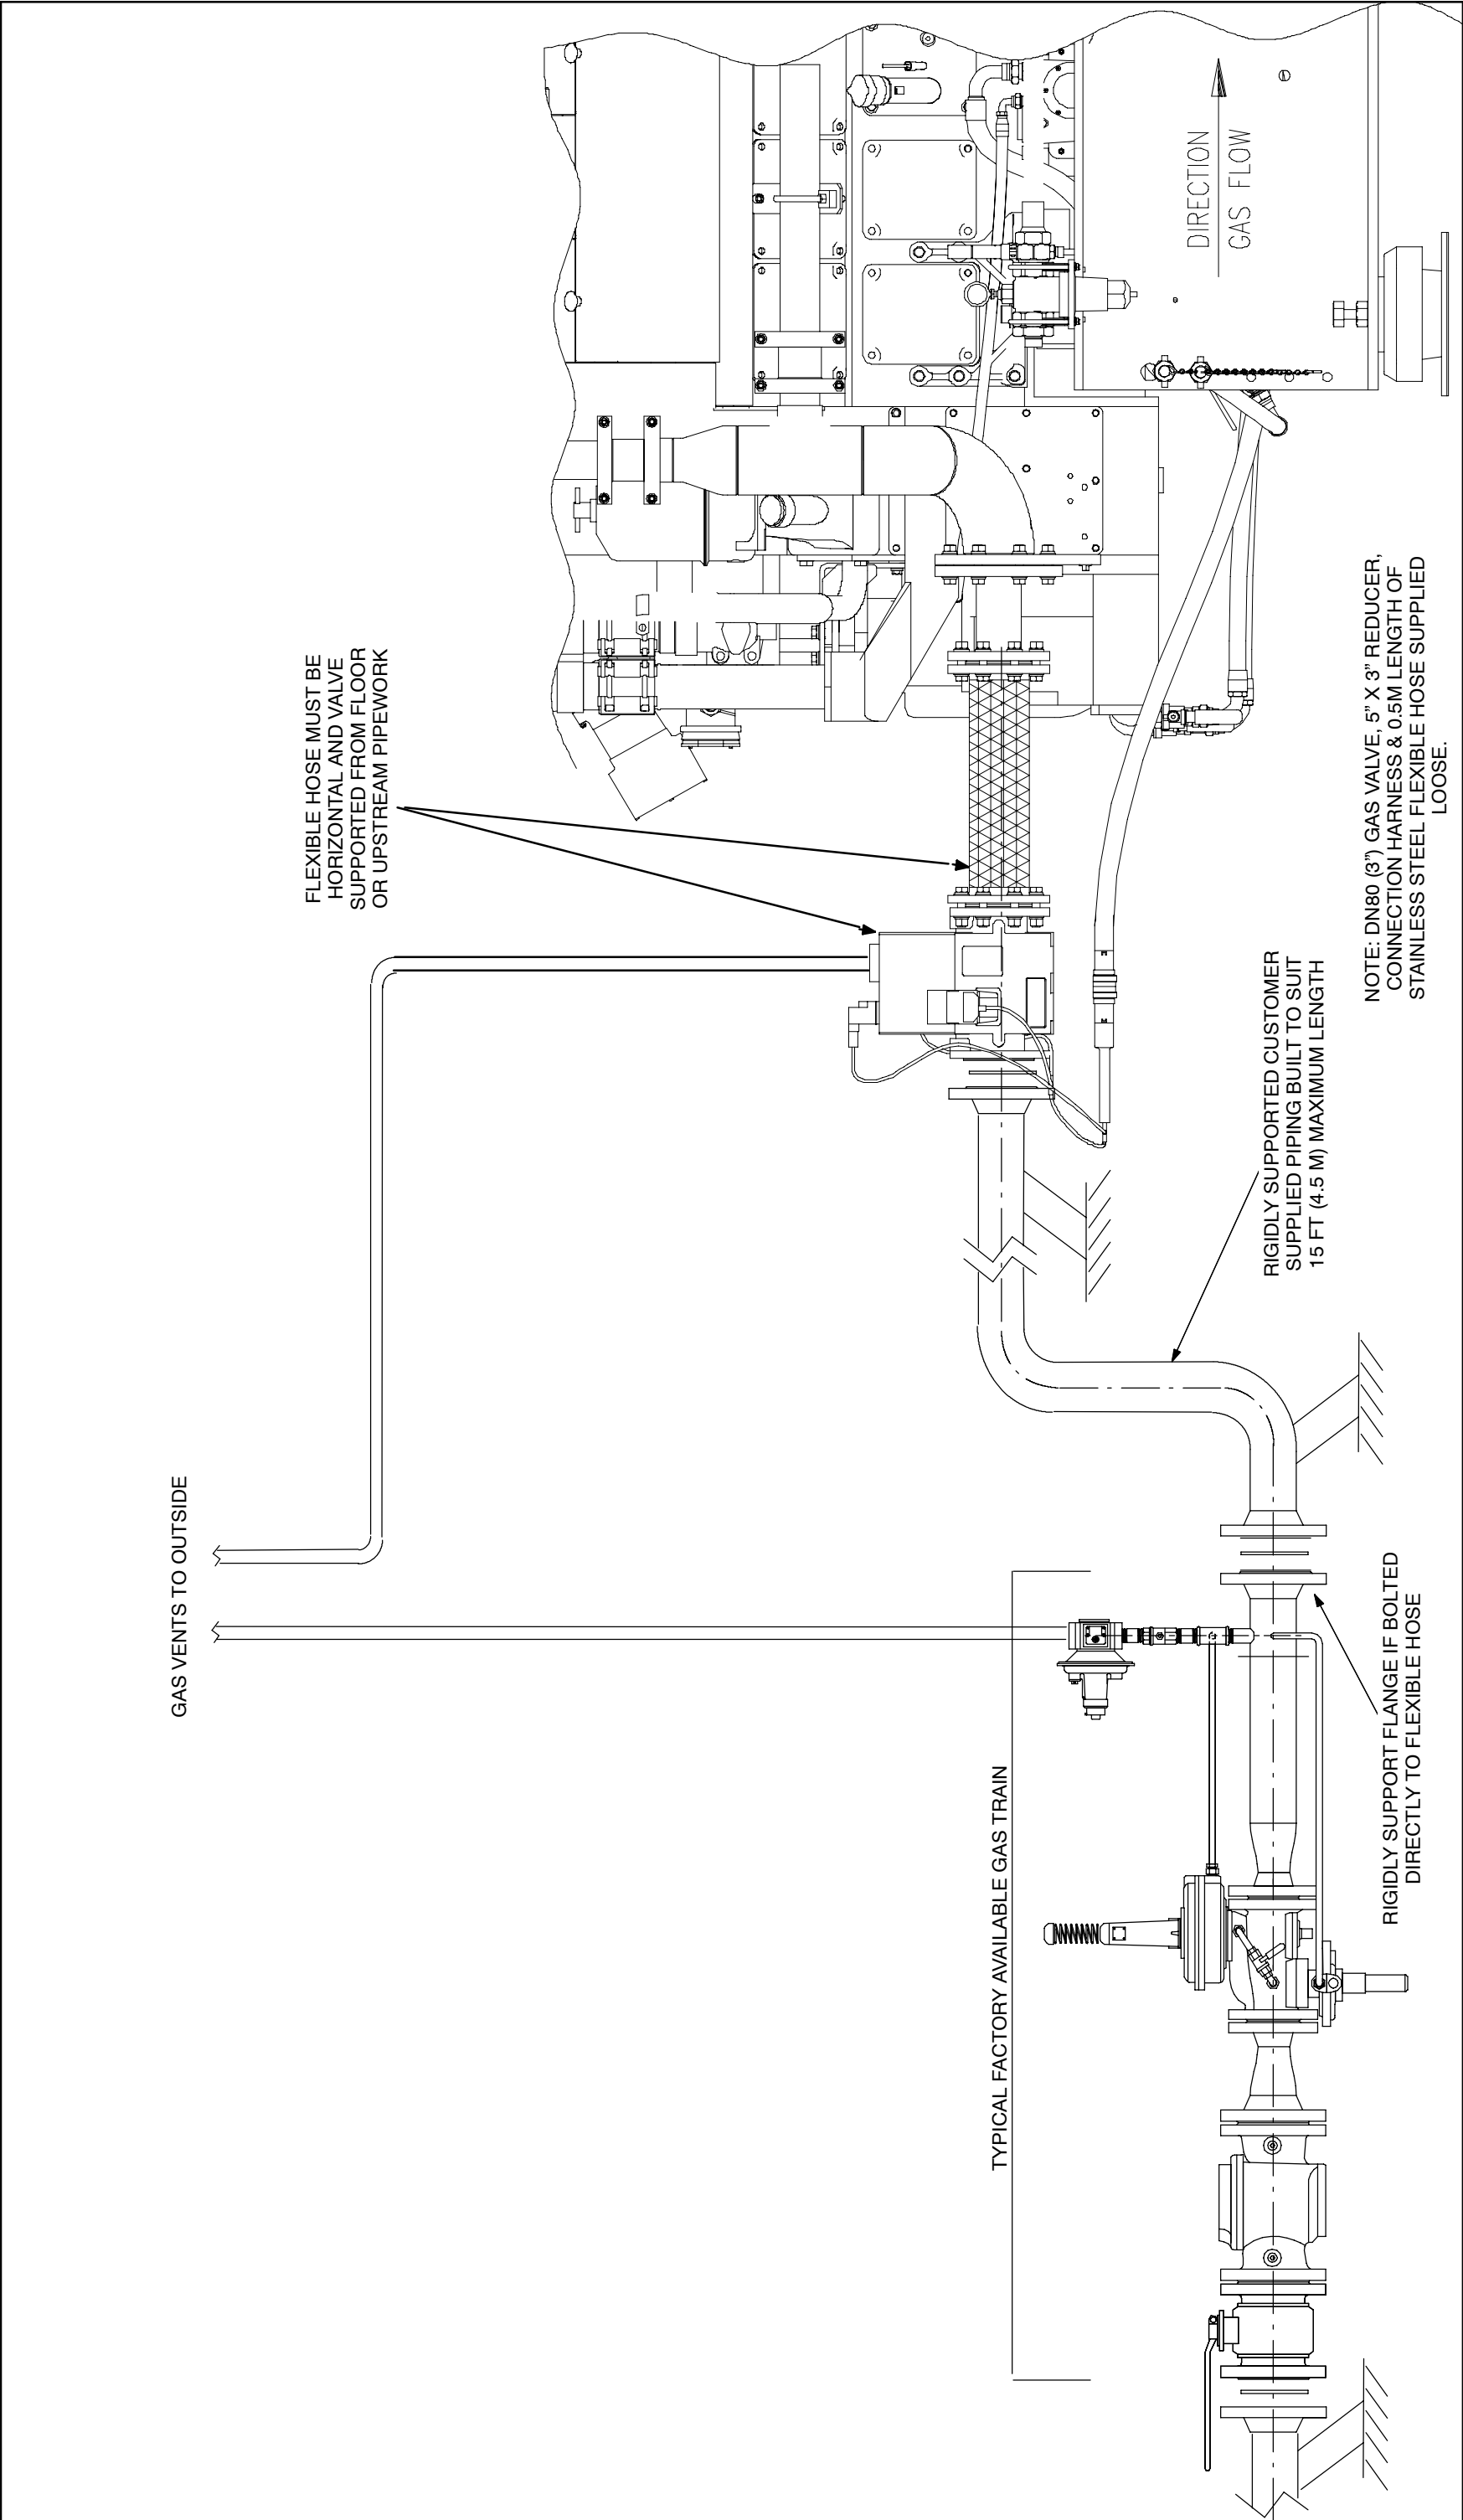 GAS VENTS TO OUTSIDE
FLEXIBLE HOSE MUST BE
HORIZONTAL AND VALVE
SUPPORTED FROM FLOOR
OR UPSTREAM PIPEWORK
TYPICAL FACTORY AVAILABLE GAS TRAIN
DIRECTION
GAS FLOW
RIGIDLY SUPPORTED CUSTOMER
SUPPLIED PIPING BUILT TO SUIT
15 FT (4.5 M) MAXIMUM LENGTH
RIGIDLY SUPPORT FLANGE IF BOLTED
DIRECTLY TO FLEXIBLE HOSE
NOTE: DN80 (3”) GAS VALVE, 5” X 3” REDUCER,
CONNECTION HARNESS & 0.5M LENGTH OF
STAINLESS STEEL FLEXIBLE HOSE SUPPLIED
LOOSE.